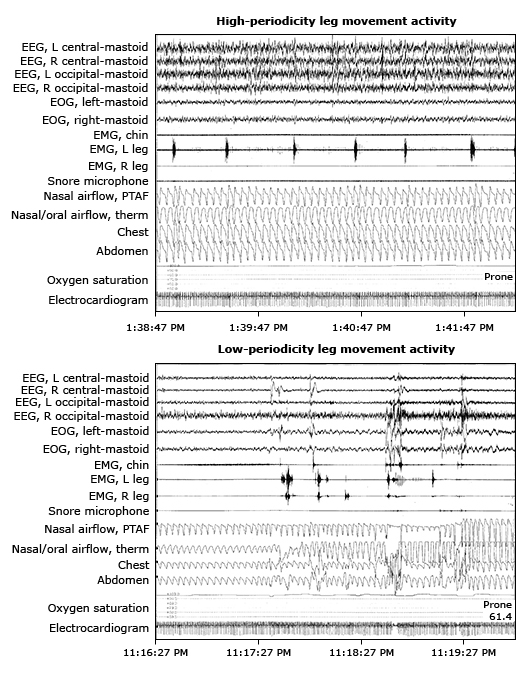 High-periodicity leg movement activity
EEG, L central-mastoid
EEG, R central-mastoid
EEG, L occipital-mastoid
EEG, R occipital-mastoid
EOG, left-mastoid
EOG, right-mastoid
EMG, chin
EMG, L leg
EMG, R leg
Snore microphone
Nasal airflow, PTAF
Nasal/oral airflow, therm
Chest
Abdomen
Oxygen saturation
Prone
Electrocardiogram
1:38:47 PM 1:39:47 PM 1:40:47 PM 1:41:47 PM
Low-periodicity leg movement activity
EEG, L central-mastoid
EEG, R central-mastoid
EEG, L occipital-mastoid
EEG, R occipital-mastoid
EOG, left-mastoid
EOG, right-mastoid
EMG, chin
EMG, L leg
EMG, R leg
Snore microphone
Nasal airflow, PTAF
Nasal/oral airflow, therm
Chest
Abdomen
Oxygen saturation
Prone
61.4
Electrocardiogram
11:16:27 PM 11:17:27 PM 11:18:27 PM 11:19:27 PM